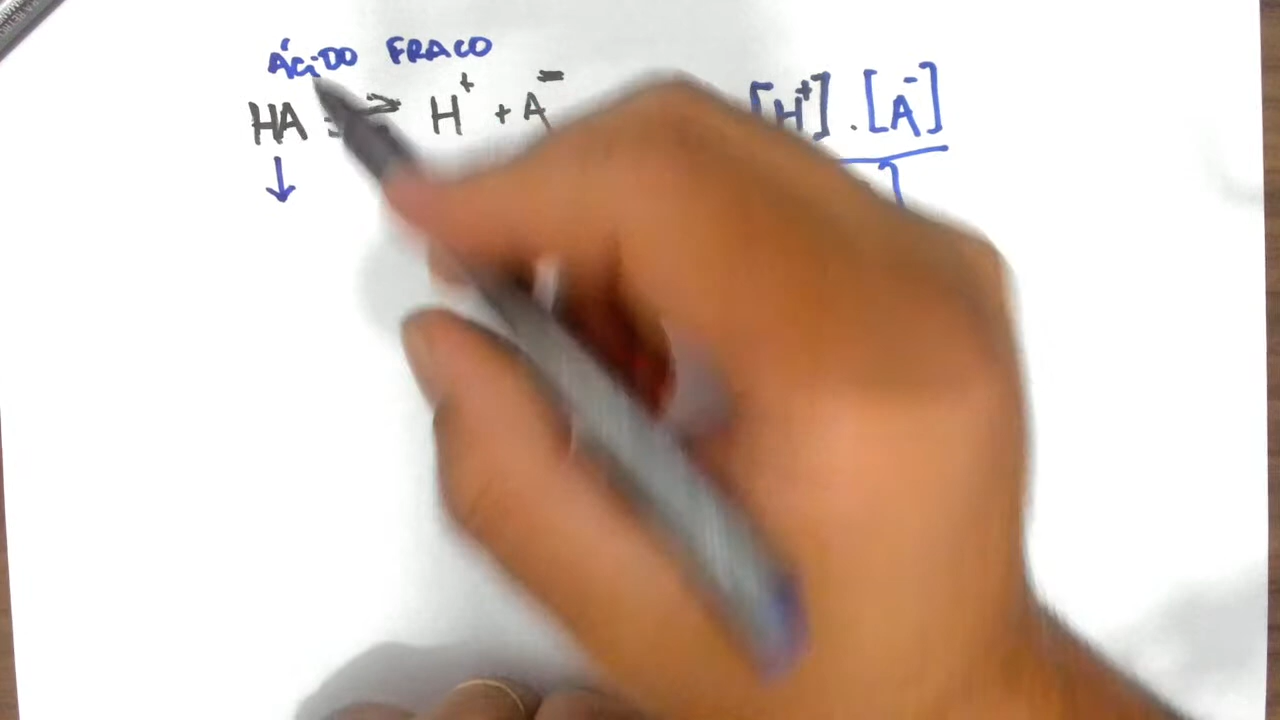 ÁCIDO FRACO
HA ⇌ H⁺ + A⁻
[H⁺] . [A⁻]